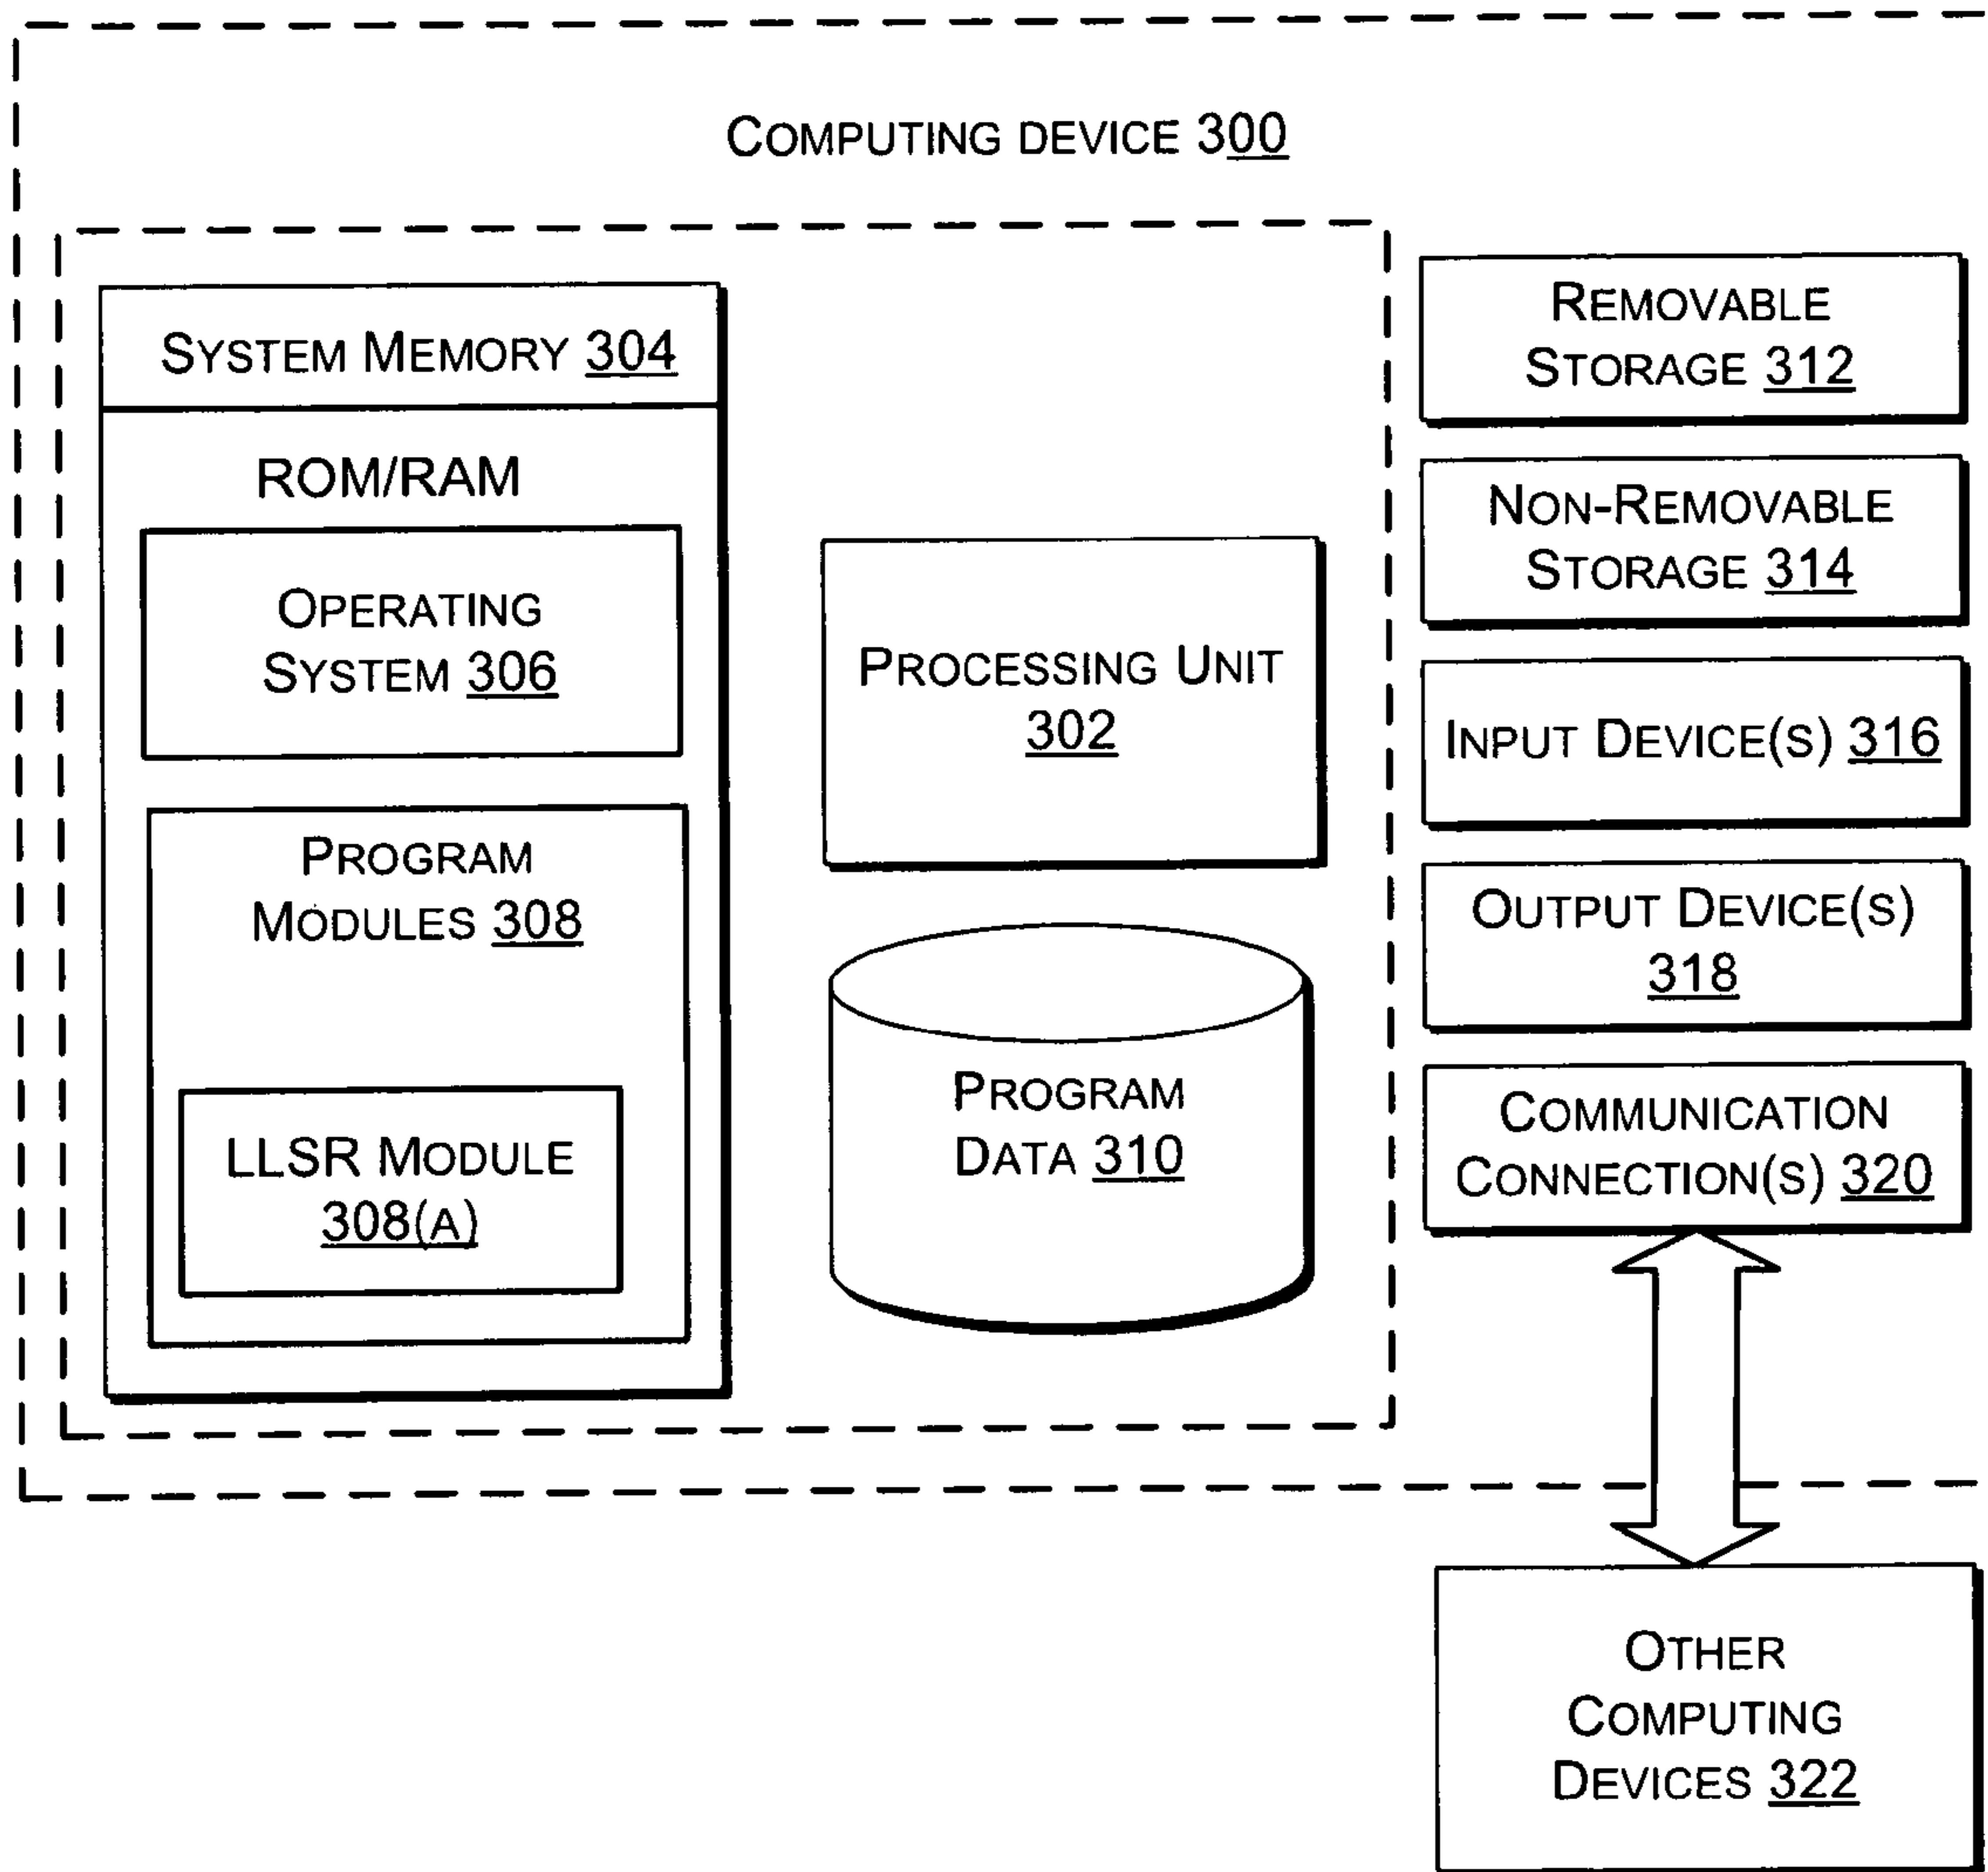 COMPUTING DEVICE 300
SYSTEM MEMORY 304
ROM/RAM
OPERATING
SYSTEM 306
PROGRAM
MODULES 308
LLSR MODULE
308(A)
PROCESSING UNIT
302
PROGRAM
DATA 310
REMOVABLE
STORAGE 312
NON-REMOVABLE
STORAGE 314
INPUT DEVICE(S) 316
OUTPUT DEVICE(S)
318
COMMUNICATION
CONNECTION(S) 320
OTHER
COMPUTING
DEVICES 322